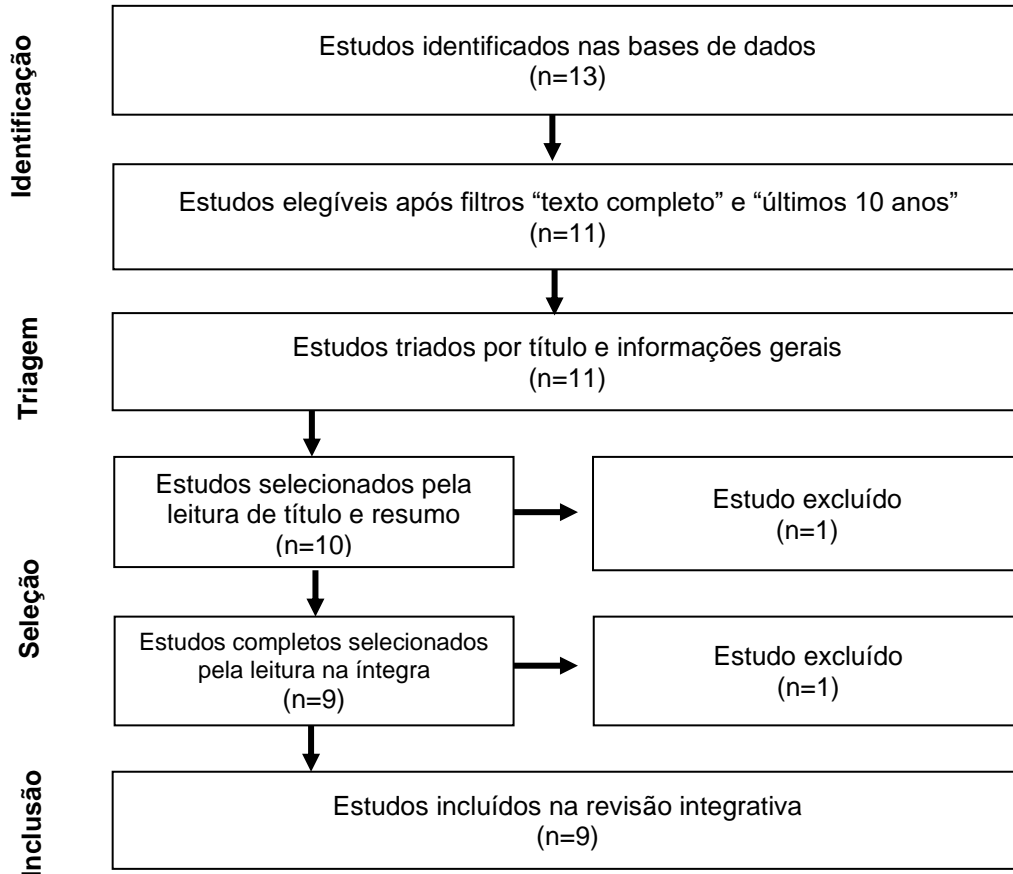 Identificação
Estudos identificados nas bases de dados
(n=13)
Estudos elegíveis após filtros “texto completo” e “últimos 10 anos”
(n=11)
Triagem
Estudos triados por título e informações gerais
(n=11)
Seleção
Estudos selecionados pela
leitura de título e resumo
(n=10)
Estudo excluído
(n=1)
Estudos completos selecionados
pela leitura na íntegra
(n=9)
Estudo excluído
(n=1)
Inclusão
Estudos incluídos na revisão integrativa
(n=9)